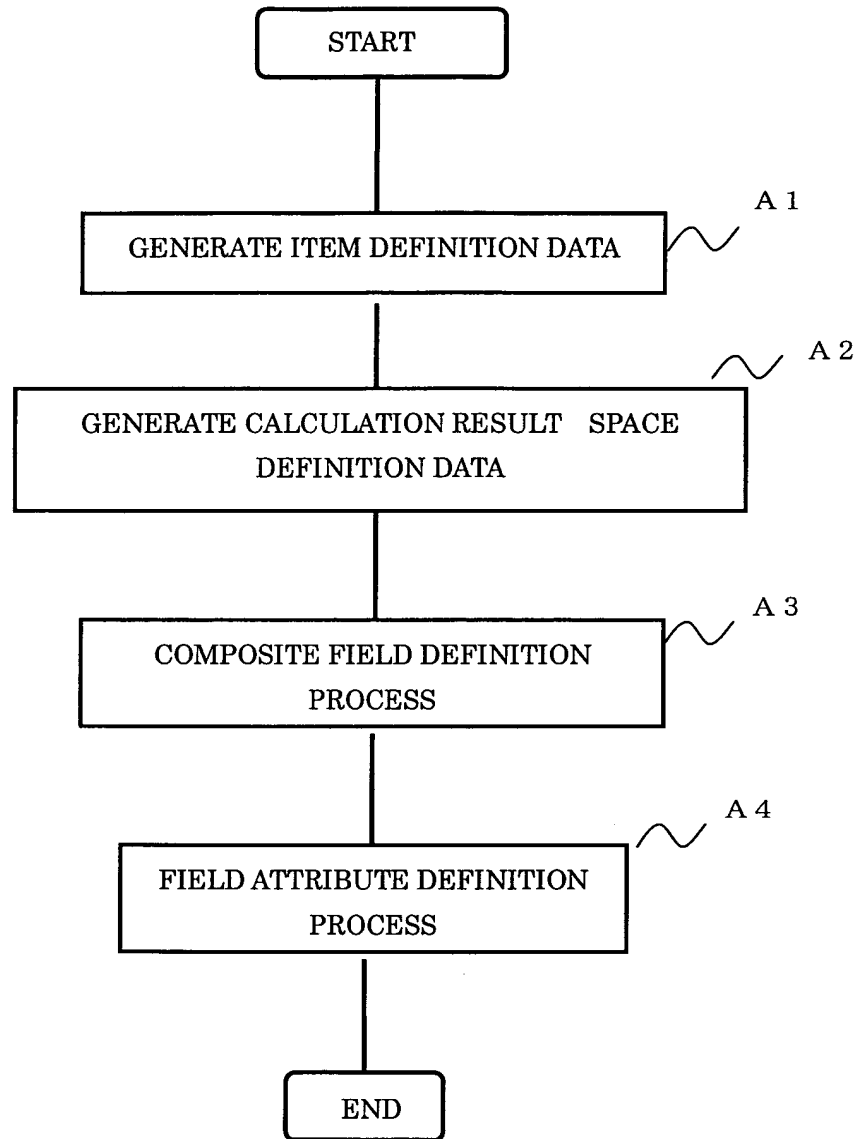 START
A 1
GENERATE ITEM DEFINITION DATA
A 2
GENERATE CALCULATION RESULT SPACE
DEFINITION DATA
A 3
COMPOSITE FIELD DEFINITION
PROCESS
A 4
FIELD ATTRIBUTE DEFINITION
PROCESS
END